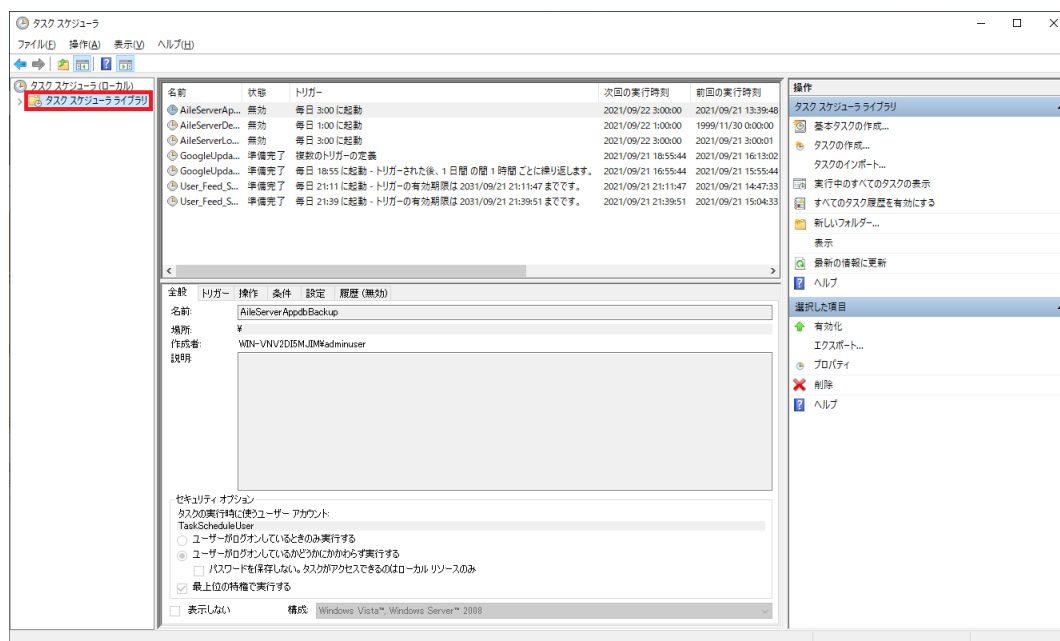 タスク スケジューラ
ファイル(F) 操作(A) 表示(V) ヘルプ(H)
タスク スケジューラ (ローカル)
タスク スケジューラ ライブラリ
名前 状態 トリガー 次回の実行時刻 前回の実行時刻
AileServerAp... 無効 毎日 3:00 に起動 2021/09/22 3:00:00 2021/09/21 13:39:48
AileServerDe... 無効 毎日 1:00 に起動 2021/09/22 1:00:00 1999/11/30 0:00:00
AileServerLo... 無効 毎日 3:00 に起動 2021/09/22 3:00:00 2021/09/21 3:00:01
GoogleUpda... 準備完了 複数のトリガーの定義 2021/09/21 18:55:44 2021/09/21 16:13:02
GoogleUpda... 準備完了 毎日 18:55 に起動 - トリガーされた後、1 日間 の間 1 時間 ごとに繰り返します。 2021/09/21 16:55:44 2021/09/21 15:55:44
User_Feed_S... 準備完了 毎日 21:11 に起動 - トリガーの有効期限は 2031/09/21 21:11:47 までです。 2021/09/21 21:11:47 2021/09/21 14:47:33
User_Feed_S... 準備完了 毎日 21:39 に起動 - トリガーの有効期限は 2031/09/21 21:39:51 までです。 2021/09/21 21:39:51 2021/09/21 15:04:33
全般 トリガー 操作 条件 設定 履歴 (無効)
名前: AileServerAppdbBackup
場所: ¥
作成者: WIN-VNV2DI5MJIM¥adminuser
説明:
セキュリティ オプション
タスクの実行時に使うユーザー アカウント:
TaskScheduleUser
ユーザーがログオンしているときのみ実行する
ユーザーがログオンしているかどうかにかかわらず実行する
パスワードを保存しない。タスクがアクセスできるのはローカル リソースのみ
最上位の特権で実行する
表示しない 構成: Windows Vista™, Windows Server™ 2008
操作
タスク スケジューラ ライブラリ
基本タスクの作成...
タスクの作成...
タスクのインポート...
実行中のすべてのタスクの表示
すべてのタスク履歴を有効にする
新しいフォルダー...
表示
最新の情報に更新
ヘルプ
選択した項目
有効化
エクスポート...
プロパティ
削除
ヘルプ